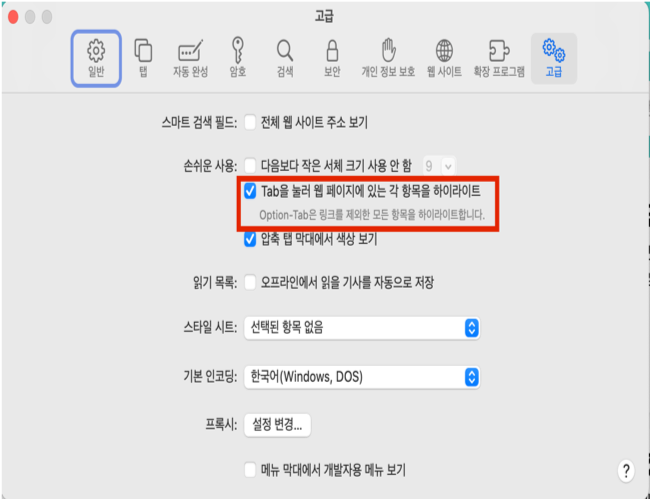 고급
일반 탭 자동 완성 암호 검색 보안 개인 정보 보호 웹 사이트 확장 프로그램 고급
스마트 검색 필드: 전체 웹 사이트 주소 보기
손쉬운 사용: 다음보다 작은 서체 크기 사용 안 함 9
Tab을 눌러 웹 페이지에 있는 각 항목을 하이라이트
Option-Tab은 링크를 제외한 모든 항목을 하이라이트합니다.
압축 탭 막대에서 색상 보기
읽기 목록: 오프라인에서 읽을 기사를 자동으로 저장
스타일 시트: 선택된 항목 없음
기본 인코딩: 한국어(Windows, DOS)
프록시: 설정 변경...
메뉴 막대에서 개발자용 메뉴 보기
?